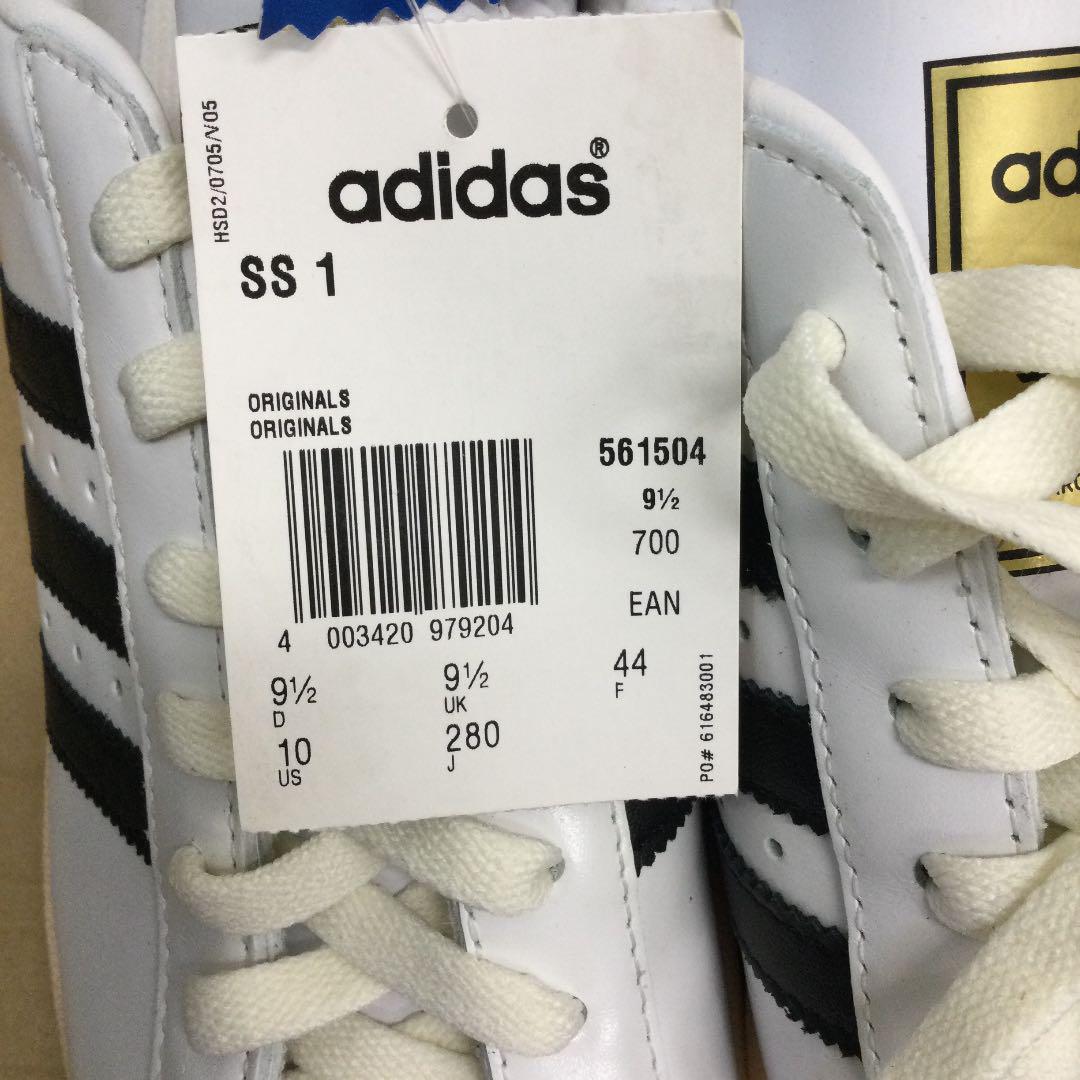 HSD2/0705/V05
adidas®
SS 1
ORIGINALS
ORIGINALS
561504
9½
700
EAN
4 003420 979204
9½ 9½ 44
D UK F
10 280
US J
PO# 616483001
ad